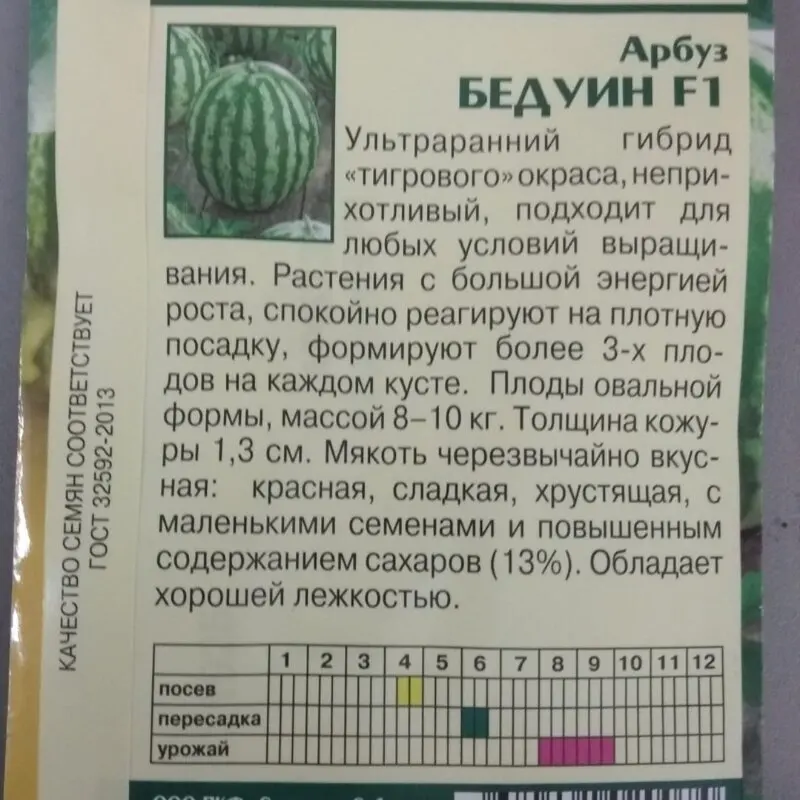 Арбуз
БЕДУИН F1
Ультраранний гибрид
«тигрового» окраса, непри-
хотливый, подходит для
любых условий выращи-
вания. Растения с большой энергией
роста, спокойно реагируют на плотную
посадку, формируют более 3-х пло-
дов на каждом кусте. Плоды овальной
формы, массой 8–10 кг. Толщина кожу-
ры 1,3 см. Мякоть черезвычайно вкус-
ная: красная, сладкая, хрустящая, с
маленькими семенами и повышенным
содержанием сахаров (13%). Обладает
хорошей лежкостью.
КАЧЕСТВО СЕМЯН СООТВЕТСТВУЕТ
ГОСТ 32592-2013
1 2 3 4 5 6 7 8 9 10 11 12
посев
пересадка
урожай